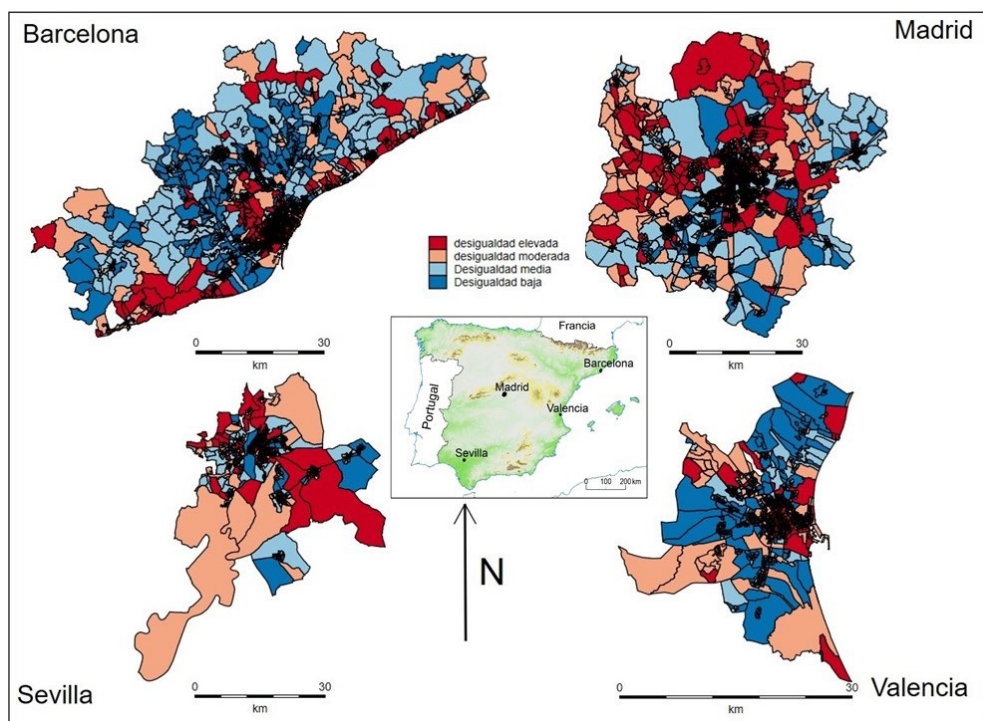 Barcelona
Madrid
desigualdad elevada
desigualdad moderada
Desigualdad media
Desigualdad baja
0 30
km
0 30
km
Francia
Barcelona
Madrid
Portugal
Valencia
Sevilla
0 100 200 km
N
Sevilla
0 30
km
0 30
km
Valencia